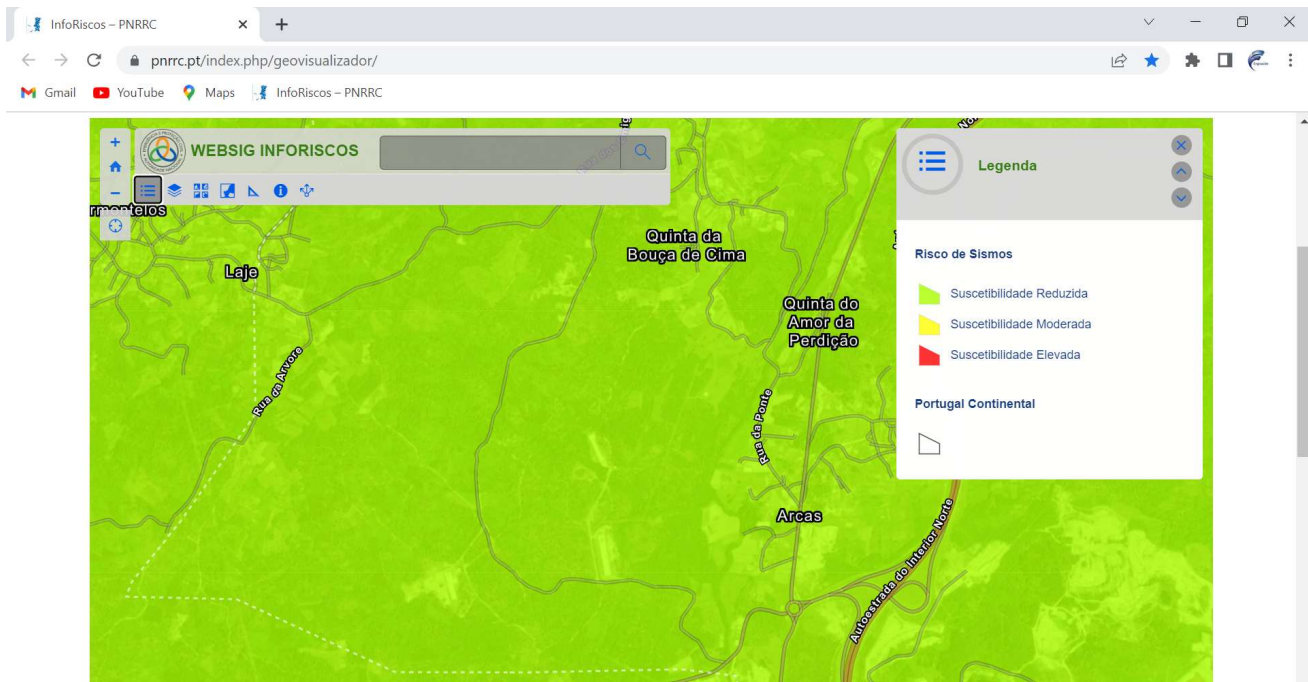 InfoRiscos – PNRRC
pnrrc.pt/index.php/geovisualizador/
Gmail
YouTube
Maps
InfoRiscos – PNRRC
WEBSIG INFORISCOS
Legenda
Risco de Sismos
Suscetibilidade Reduzida
Suscetibilidade Moderada
Suscetibilidade Elevada
Portugal Continental
Laje
Quinta da
Bouça de Cima
Quinta do
Amor da
Perdição
Rua da Arvore
Rua da Ponte
Arcas
Autoestrada do Interior Norte